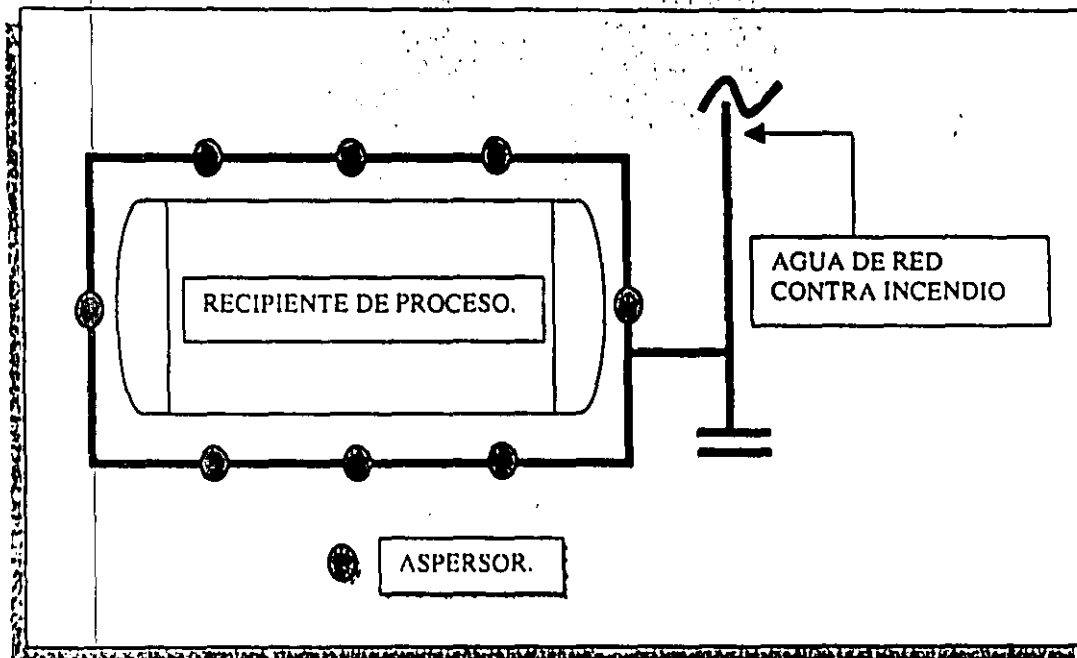 RECIPIENTE DE PROCESO.
AGUA DE RED
CONTRA INCENDIO
ASPERSOR.